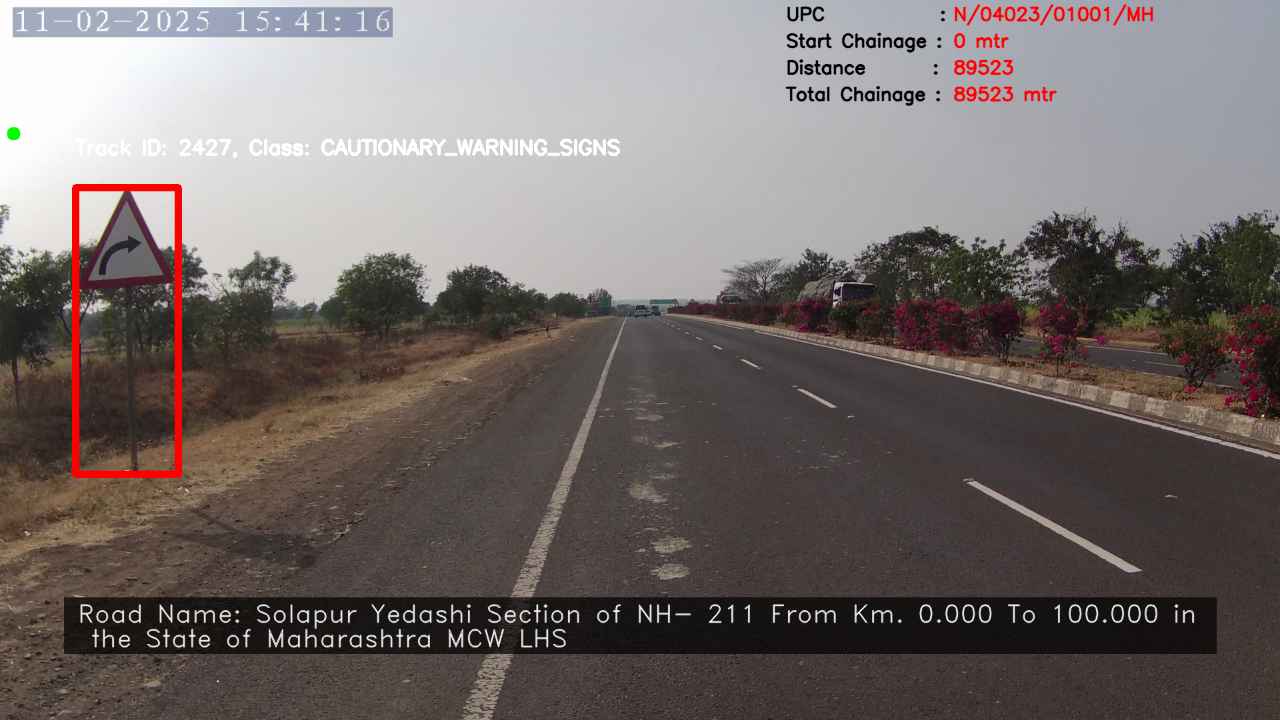 11-02-2025 15:41:16
UPC : N/04023/01001/MH
Start Chainage : 0 mtr
Distance : 89523
Total Chainage : 89523 mtr
Track ID: 2427, Class: CAUTIONARY_WARNING_SIGNS
Road Name: Solapur Yedashi Section of NH- 211 From Km. 0.000 To 100.000 in
the State of Maharashtra MCW LHS